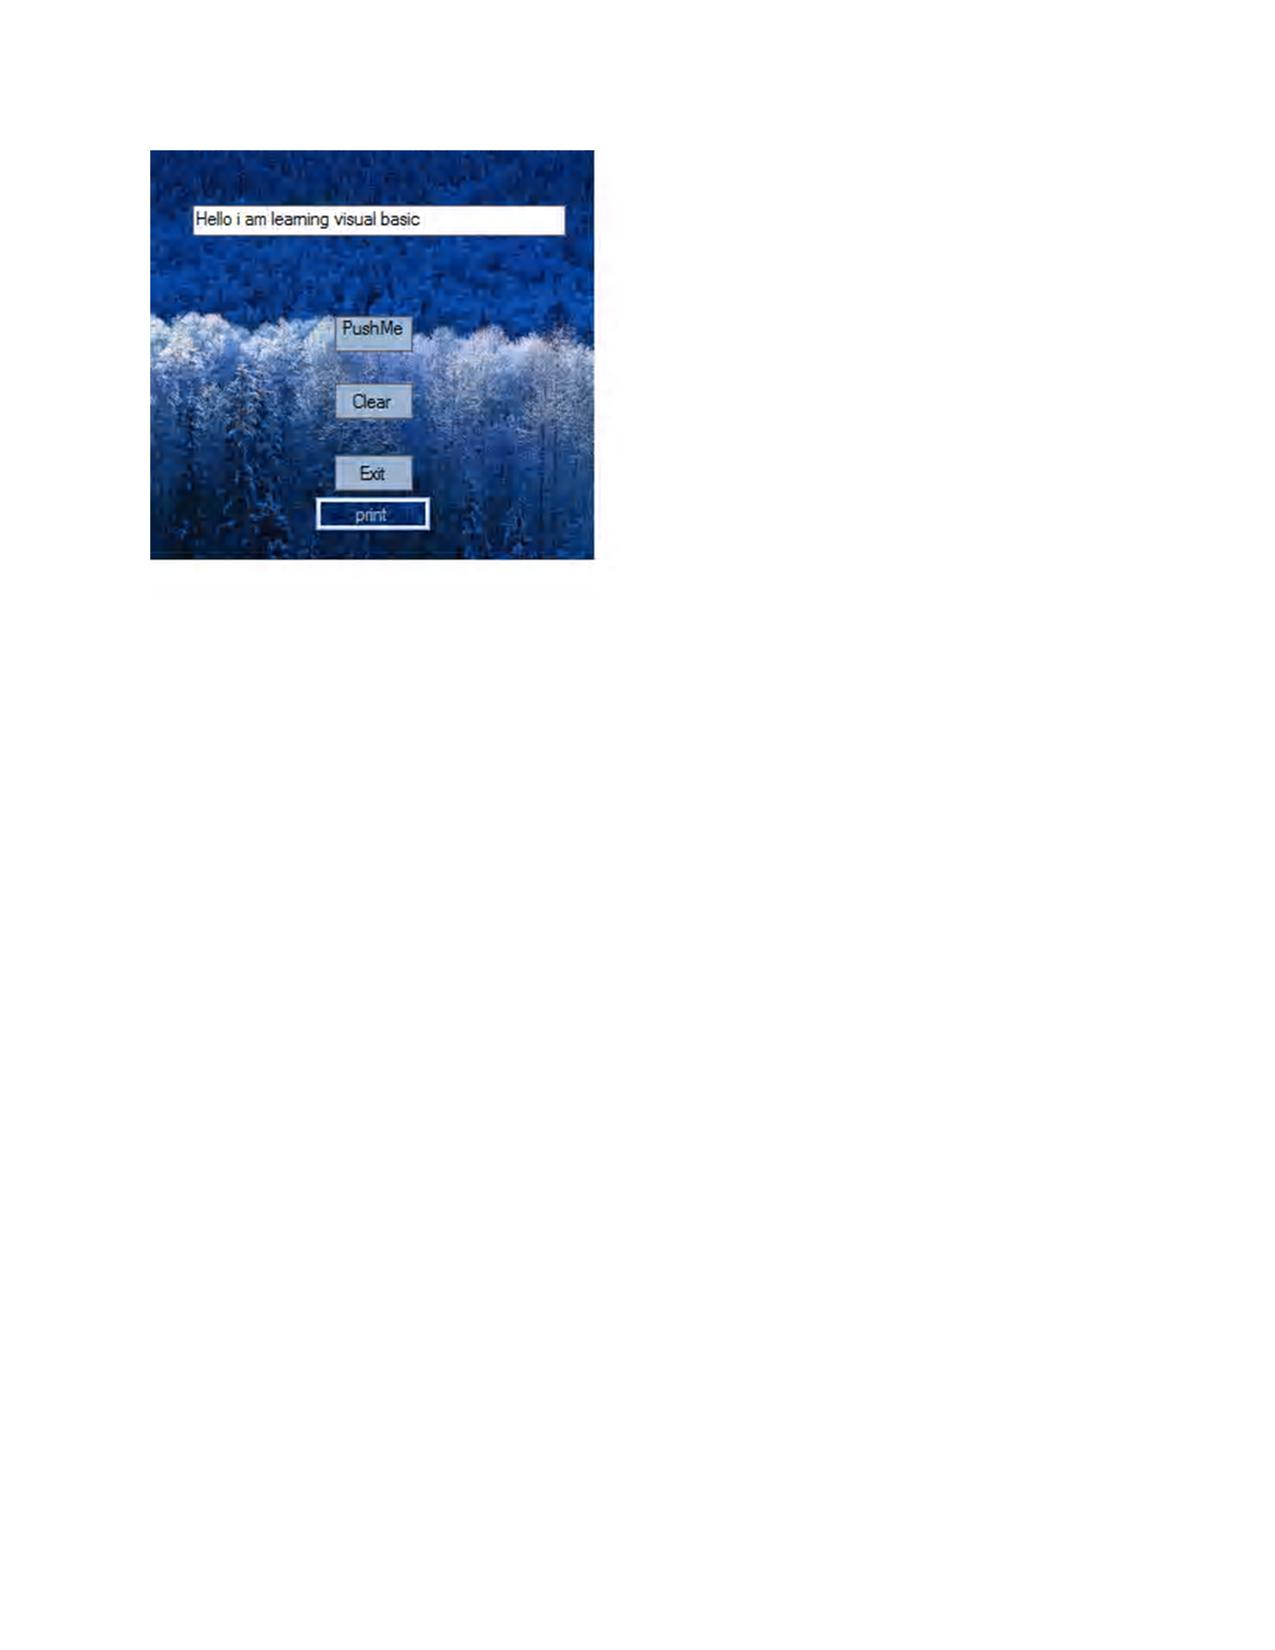 Hello i am learning visual basic
PushMe
Clear
Exit
print